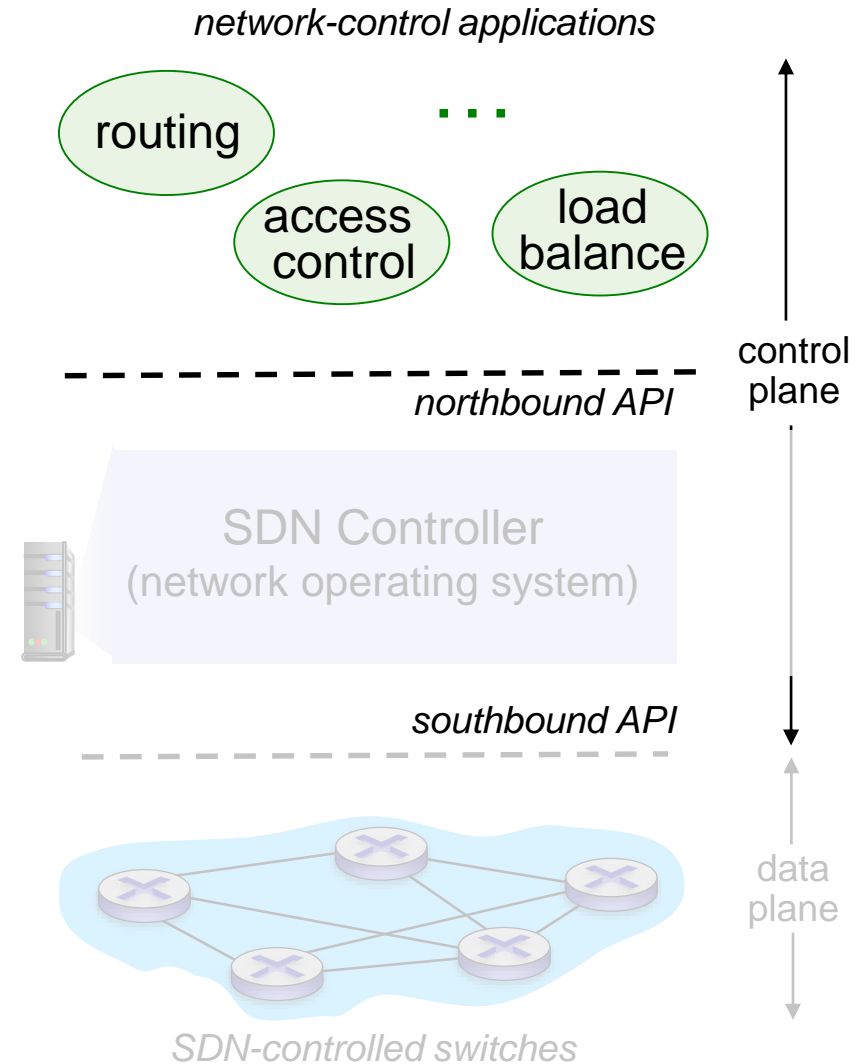 network-control applications
routing
...
access
control
load
balance
control
plane
northbound API
SDN Controller
(network operating system)
southbound API
data
plane
SDN-controlled switches